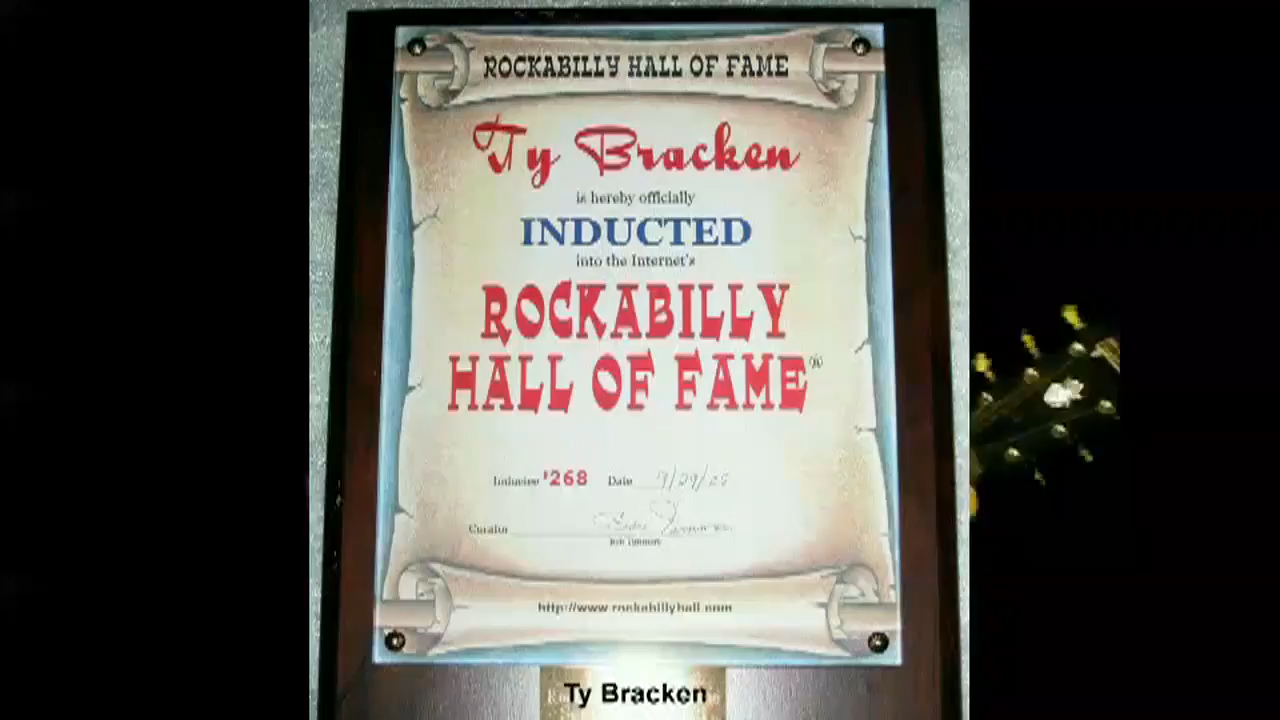 ROCKABILLY HALL OF FAME
Ty Bracken
is hereby officially
INDUCTED
into the Internet's
ROCKABILLY
HALL OF FAME®
Inductee #268 Date
Curator
http://www.rockabillyhall.com
Ty Bracken